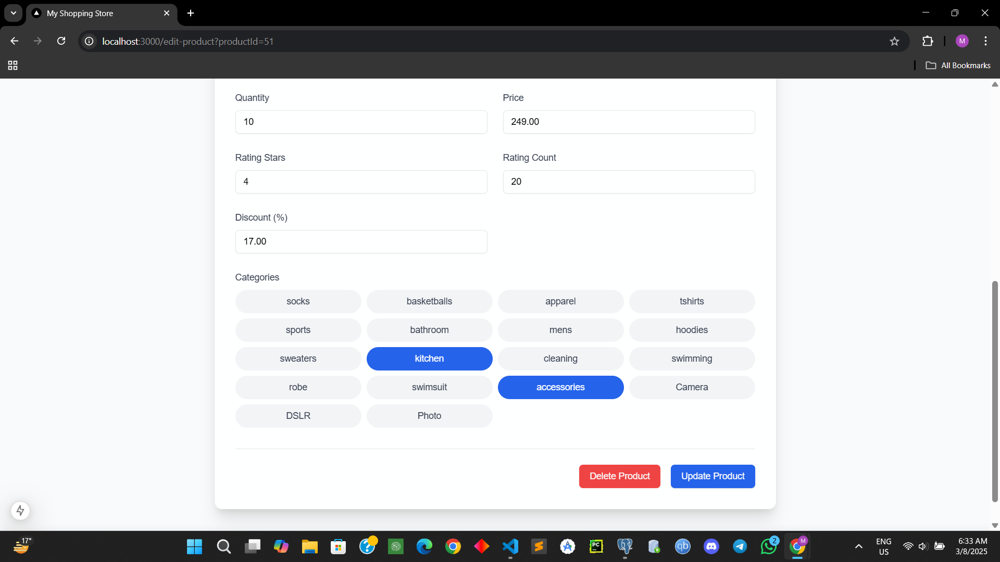 My Shopping Store
localhost:3000/edit-product?productId=51
M
All Bookmarks
Quantity Price
10 249.00
Rating Stars Rating Count
4 20
Discount (%)
17.00
Categories
socks basketballs apparel tshirts
sports bathroom mens hoodies
sweaters kitchen cleaning swimming
robe swimsuit accessories Camera
DSLR Photo
Delete Product Update Product
17°
PC
qb
2
M
ENG
US
6:33 AM
3/8/2025